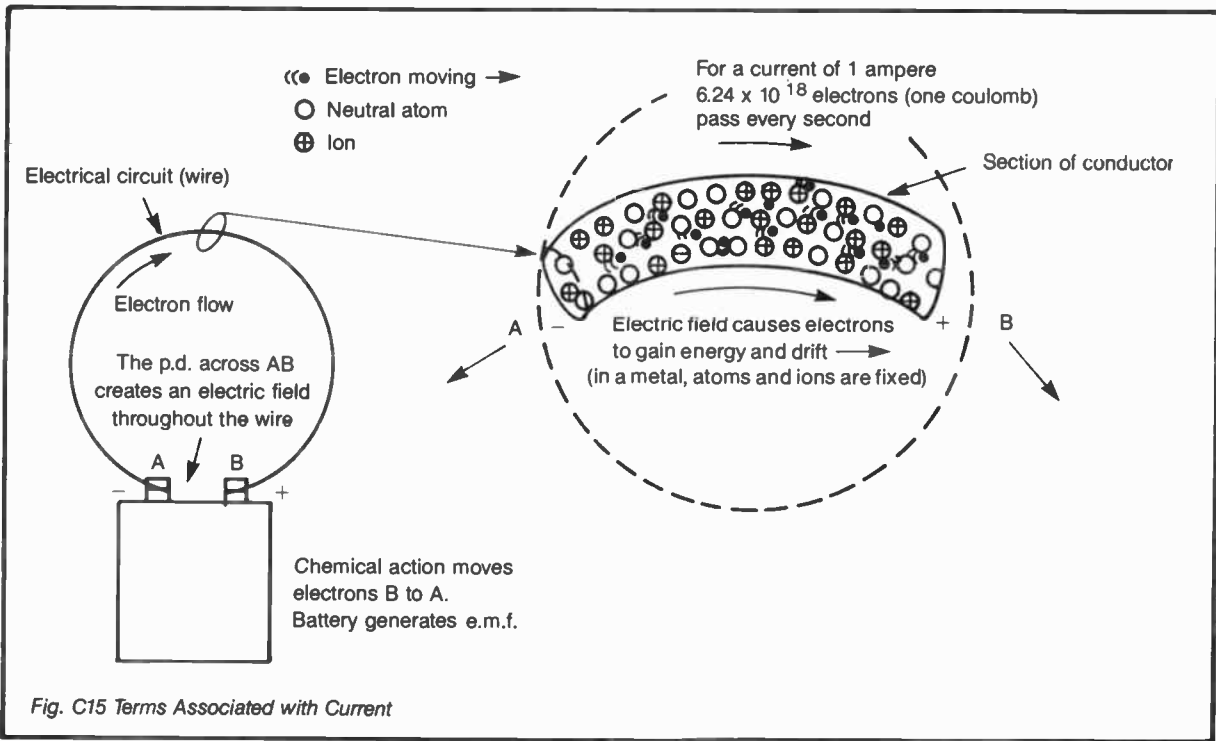 Electron moving →
Neutral atom
Ion
For a current of 1 ampere
6.24 x 10¹⁸ electrons (one coulomb)
pass every second
Section of conductor
Electrical circuit (wire)
Electron flow
The p.d. across AB
creates an electric field
throughout the wire
A B
- +
Chemical action moves
electrons B to A.
Battery generates e.m.f.
A - + B
Electric field causes electrons
to gain energy and drift →
(in a metal, atoms and ions are fixed)
Fig. C15 Terms Associated with Current